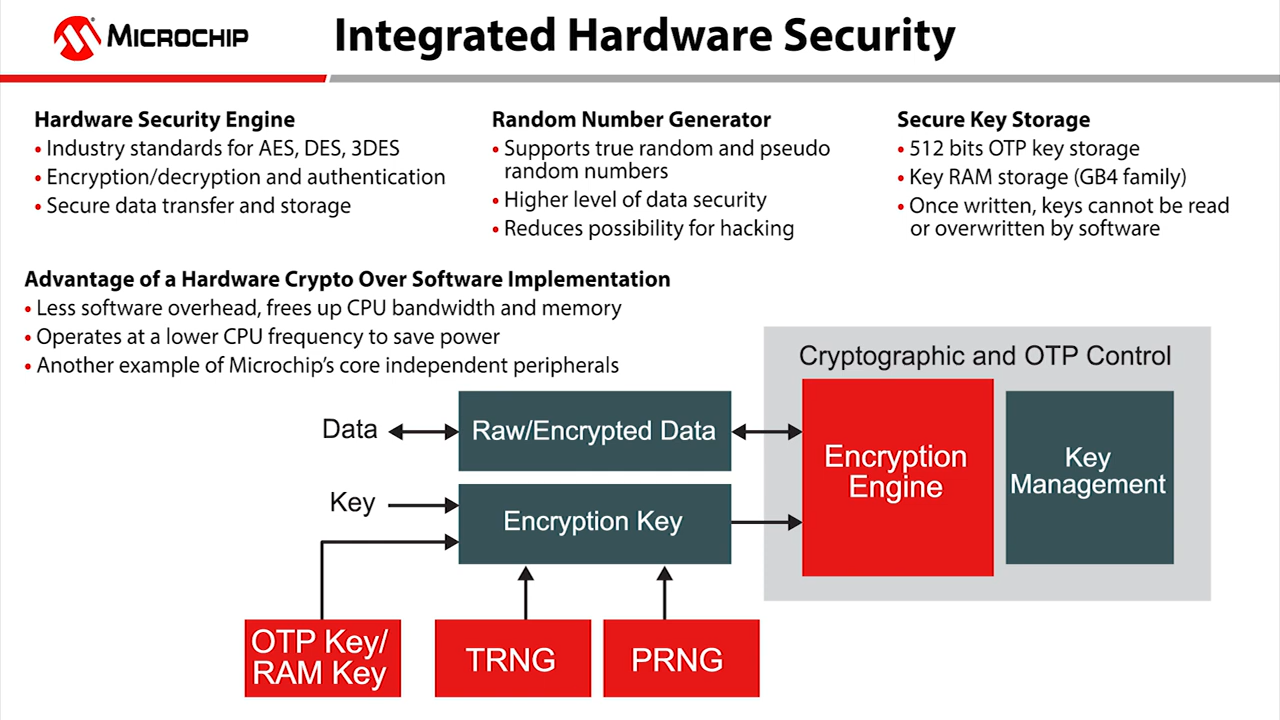 MICROCHIP
Integrated Hardware Security
Hardware Security Engine
• Industry standards for AES, DES, 3DES
• Encryption/decryption and authentication
• Secure data transfer and storage
Random Number Generator
• Supports true random and pseudo
random numbers
• Higher level of data security
• Reduces possibility for hacking
Secure Key Storage
• 512 bits OTP key storage
• Key RAM storage (GB4 family)
• Once written, keys cannot be read
or overwritten by software
Advantage of a Hardware Crypto Over Software Implementation
• Less software overhead, frees up CPU bandwidth and memory
• Operates at a lower CPU frequency to save power
• Another example of Microchip's core independent peripherals
Cryptographic and OTP Control
Data
Raw/Encrypted Data
Encryption
Engine
Key
Management
Key
Encryption Key
OTP Key/
RAM Key
TRNG
PRNG